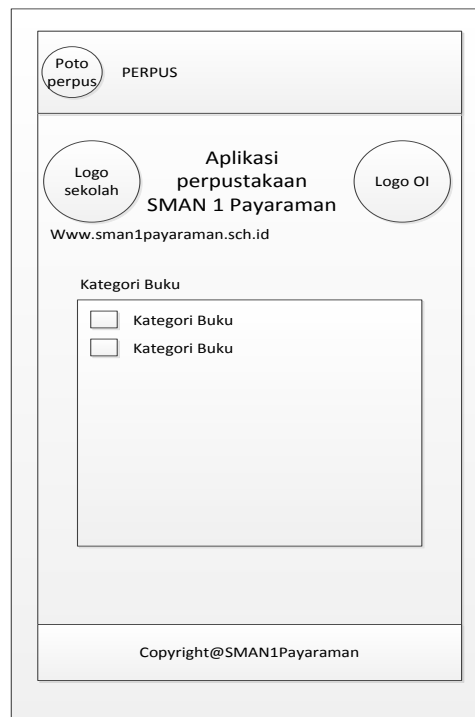 Poto
perpus
PERPUS
Logo
sekolah
Aplikasi
perpustakaan
SMAN 1 Payaraman
Logo OI
Www.sman1payaraman.sch.id
Kategori Buku
Kategori Buku
Kategori Buku
Copyright@SMAN1Payaraman